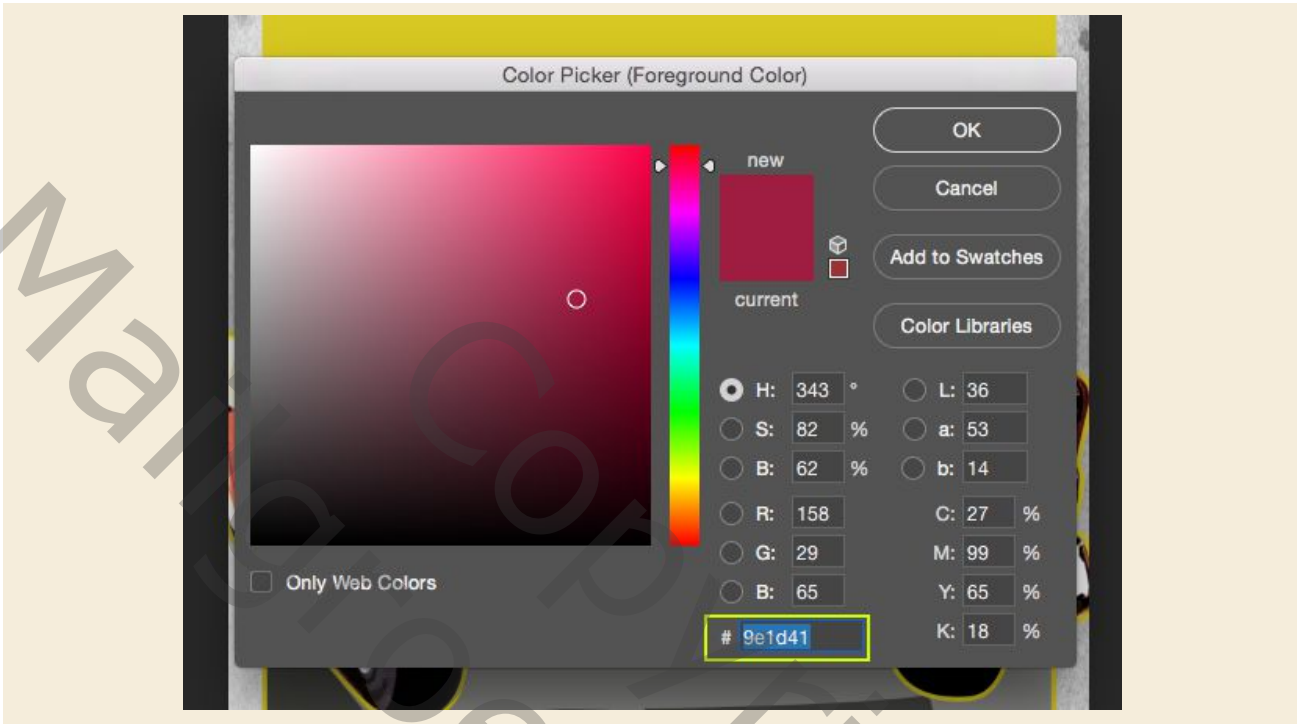 Color Picker (Foreground Color)
OK
new
Cancel
Add to Swatches
current
Color Libraries
H: 343 ° L: 36
S: 82 % a: 53
B: 62 % b: 14
R: 158 C: 27 %
G: 29 M: 99 %
Only Web Colors
B: 65 Y: 65 %
# 9e1d41 K: 18 %